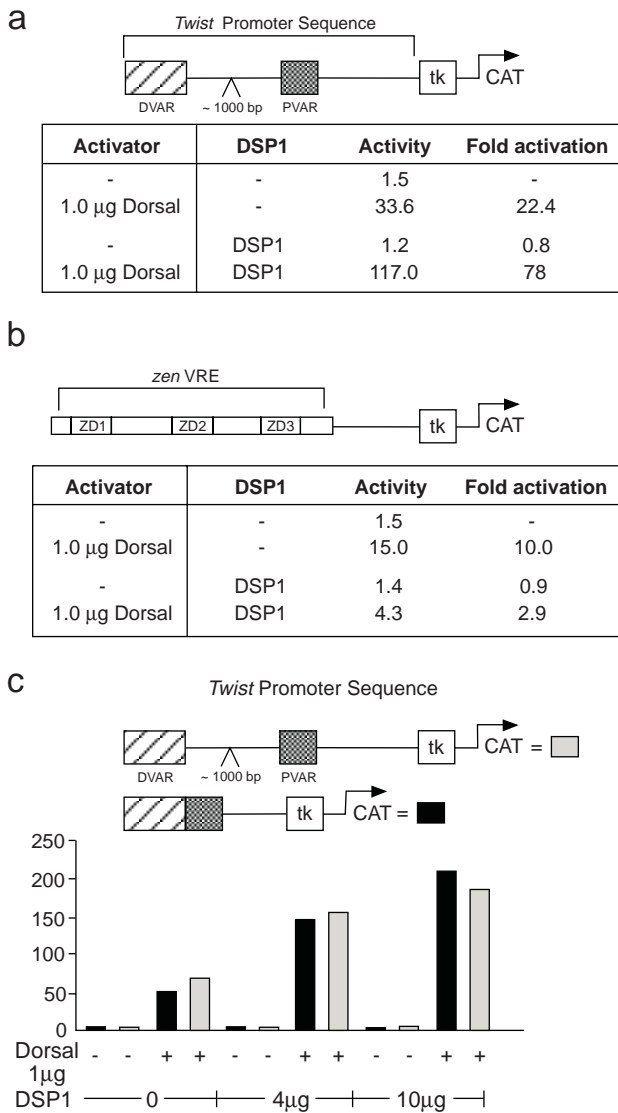 a
Twist Promoter Sequence
tk CAT
DVAR ~ 1000 bp PVAR
Activator DSP1 Activity Fold activation
- - 1.5 -
1.0 µg Dorsal - 33.6 22.4
- DSP1 1.2 0.8
1.0 µg Dorsal DSP1 117.0 78
b
zen VRE
ZD1 ZD2 ZD3 tk CAT
Activator DSP1 Activity Fold activation
- - 1.5 -
1.0 µg Dorsal - 15.0 10.0
- DSP1 1.4 0.9
1.0 µg Dorsal DSP1 4.3 2.9
c
Twist Promoter Sequence
tk CAT =
DVAR ~ 1000 bp PVAR
tk CAT =
250
200
150
100
50
0
Dorsal - - + + - - + + - - + +
1µg
DSP1 0 4µg 10µg